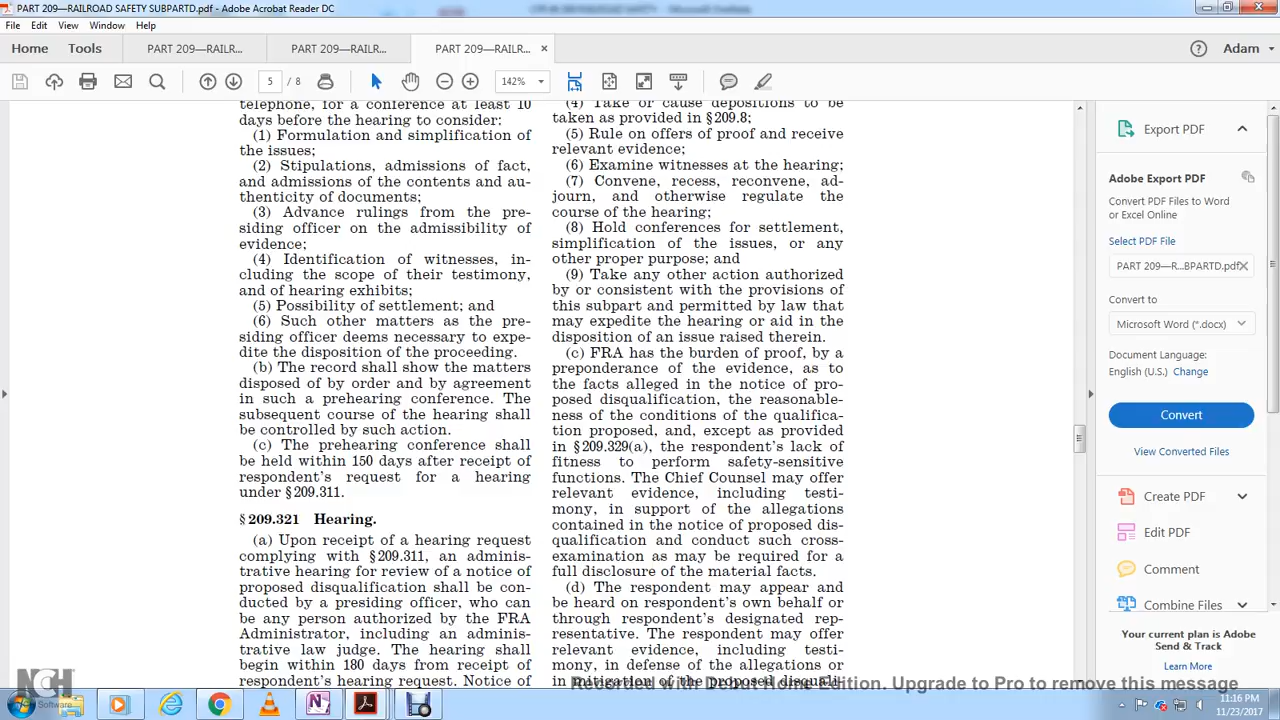 PART 209—RAILROAD SAFETY SUBPARTD.pdf - Adobe Acrobat Reader DC
File Edit View Window Help
Home Tools PART 209—RAILR... PART 209—RAILR... PART 209—RAILR... × Adam
5 / 8 142%
telephone, for a conference at least 10
days before the hearing to consider:
(1) Formulation and simplification of
the issues;
(2) Stipulations, admissions of fact,
and admissions of the contents and au-
thenticity of documents;
(3) Advance rulings from the pre-
siding officer on the admissibility of
evidence;
(4) Identification of witnesses, in-
cluding the scope of their testimony,
and of hearing exhibits;
(5) Possibility of settlement; and
(6) Such other matters as the pre-
siding officer deems necessary to expe-
dite the disposition of the proceeding.
(b) The record shall show the matters
disposed of by order and by agreement
in such a prehearing conference. The
subsequent course of the hearing shall
be controlled by such action.
(c) The prehearing conference shall
be held within 150 days after receipt of
respondent's request for a hearing
under §209.311.
§ 209.321 Hearing.
(a) Upon receipt of a hearing request
complying with §209.311, an adminis-
trative hearing for review of a notice of
proposed disqualification shall be con-
ducted by a presiding officer, who can
be any person authorized by the FRA
Administrator, including an adminis-
trative law judge. The hearing shall
begin within 180 days from receipt of
respondent's hearing request. Notice of
(4) Take or cause depositions to be
taken as provided in §209.8;
(5) Rule on offers of proof and receive
relevant evidence;
(6) Examine witnesses at the hearing;
(7) Convene, recess, reconvene, ad-
journ, and otherwise regulate the
course of the hearing;
(8) Hold conferences for settlement,
simplification of the issues, or any
other proper purpose; and
(9) Take any other action authorized
by or consistent with the provisions of
this subpart and permitted by law that
may expedite the hearing or aid in the
disposition of an issue raised therein.
(c) FRA has the burden of proof, by a
preponderance of the evidence, as to
the facts alleged in the notice of pro-
posed disqualification, the reasonable-
ness of the conditions of the qualifica-
tion proposed, and, except as provided
in §209.329(a), the respondent's lack of
fitness to perform safety-sensitive
functions. The Chief Counsel may offer
relevant evidence, including testi-
mony, in support of the allegations
contained in the notice of proposed dis-
qualification and conduct such cross-
examination as may be required for a
full disclosure of the material facts.
(d) The respondent may appear and
be heard on respondent's own behalf or
through respondent's designated rep-
resentative. The respondent may offer
relevant evidence, including testi-
mony, in defense of the allegations or
in mitigation of the proposed disquali-
Export PDF
Adobe Export PDF
Convert PDF Files to Word
or Excel Online
Select PDF File
PART 209—R...BPARTD.pdf ×
Convert to
Microsoft Word (*.docx)
Document Language:
English (U.S.) Change
Convert
View Converted Files
Create PDF
Edit PDF
Comment
Combine Files
Your current plan is Adobe
Send & Track
Learn More
Recorded with Debut Home Edition. Upgrade to Pro to remove this message
NCH Software
11:16 PM
11/23/2017